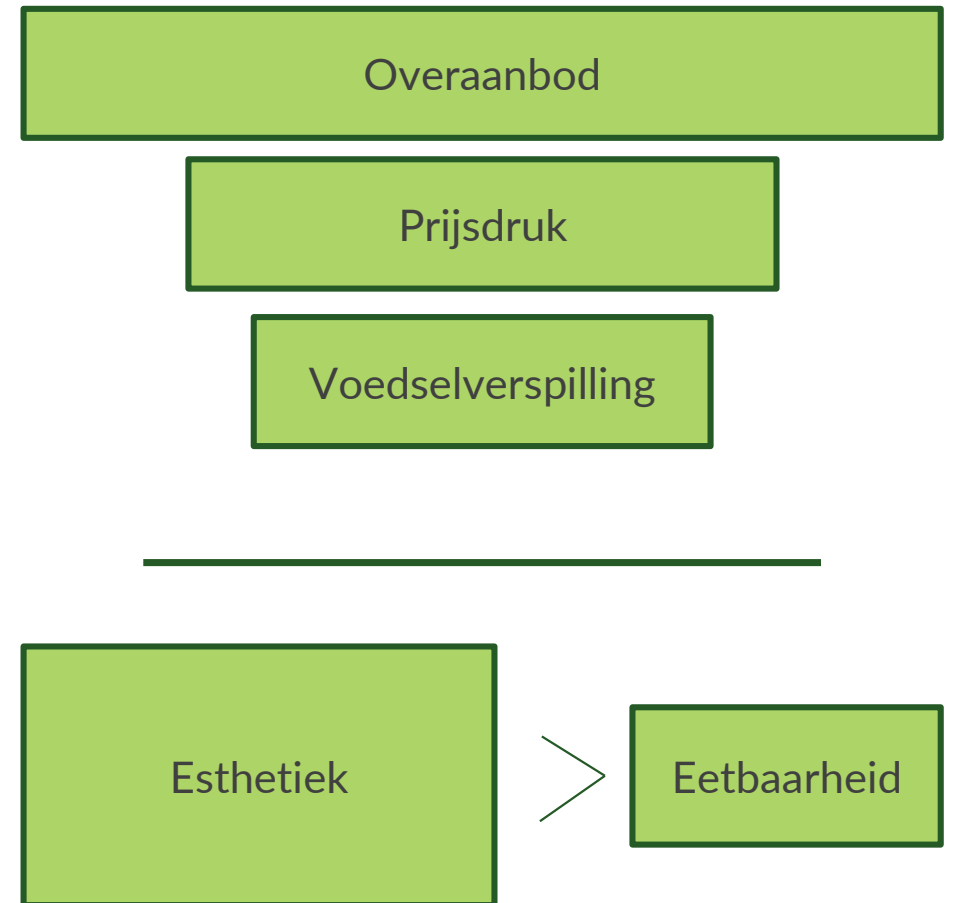 Overaanbod
Prijsdruk
Voedselverspilling
Esthetiek
Eetbaarheid